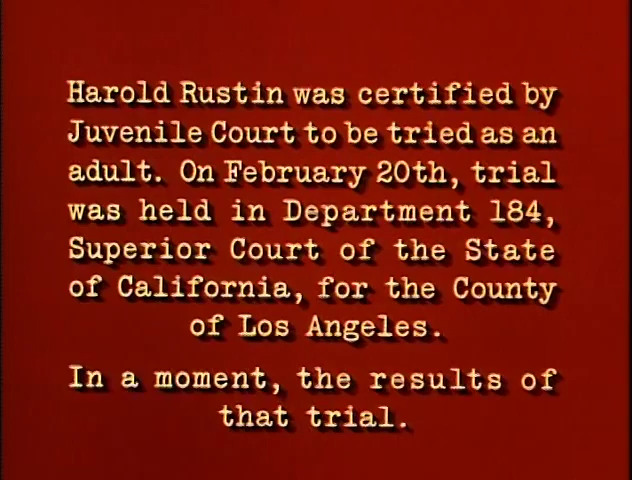 Harold Rustin was certified by
Juvenile Court to be tried as an
adult. On February 20th, trial
was held in Department 184,
Superior Court of the State
of California, for the County
of Los Angeles.
In a moment, the results of
that trial.